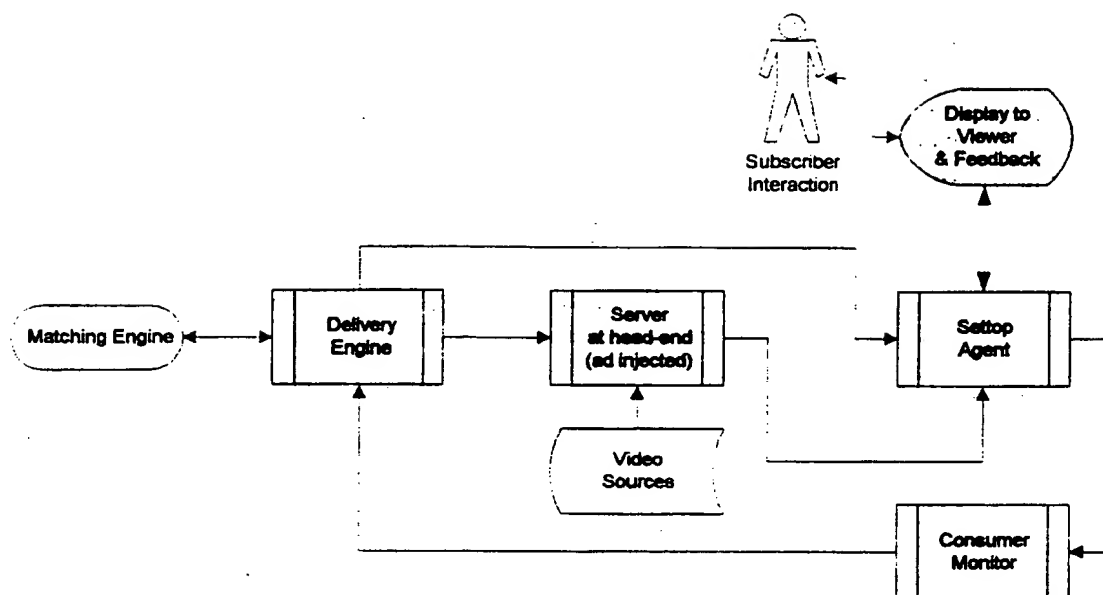 Display to
Viewer
& Feedback
Subscriber
Interaction
Matching Engine
Delivery
Engine
Server
at head-end
(ad injected)
Settop
Agent
Video
Sources
Consumer
Monitor